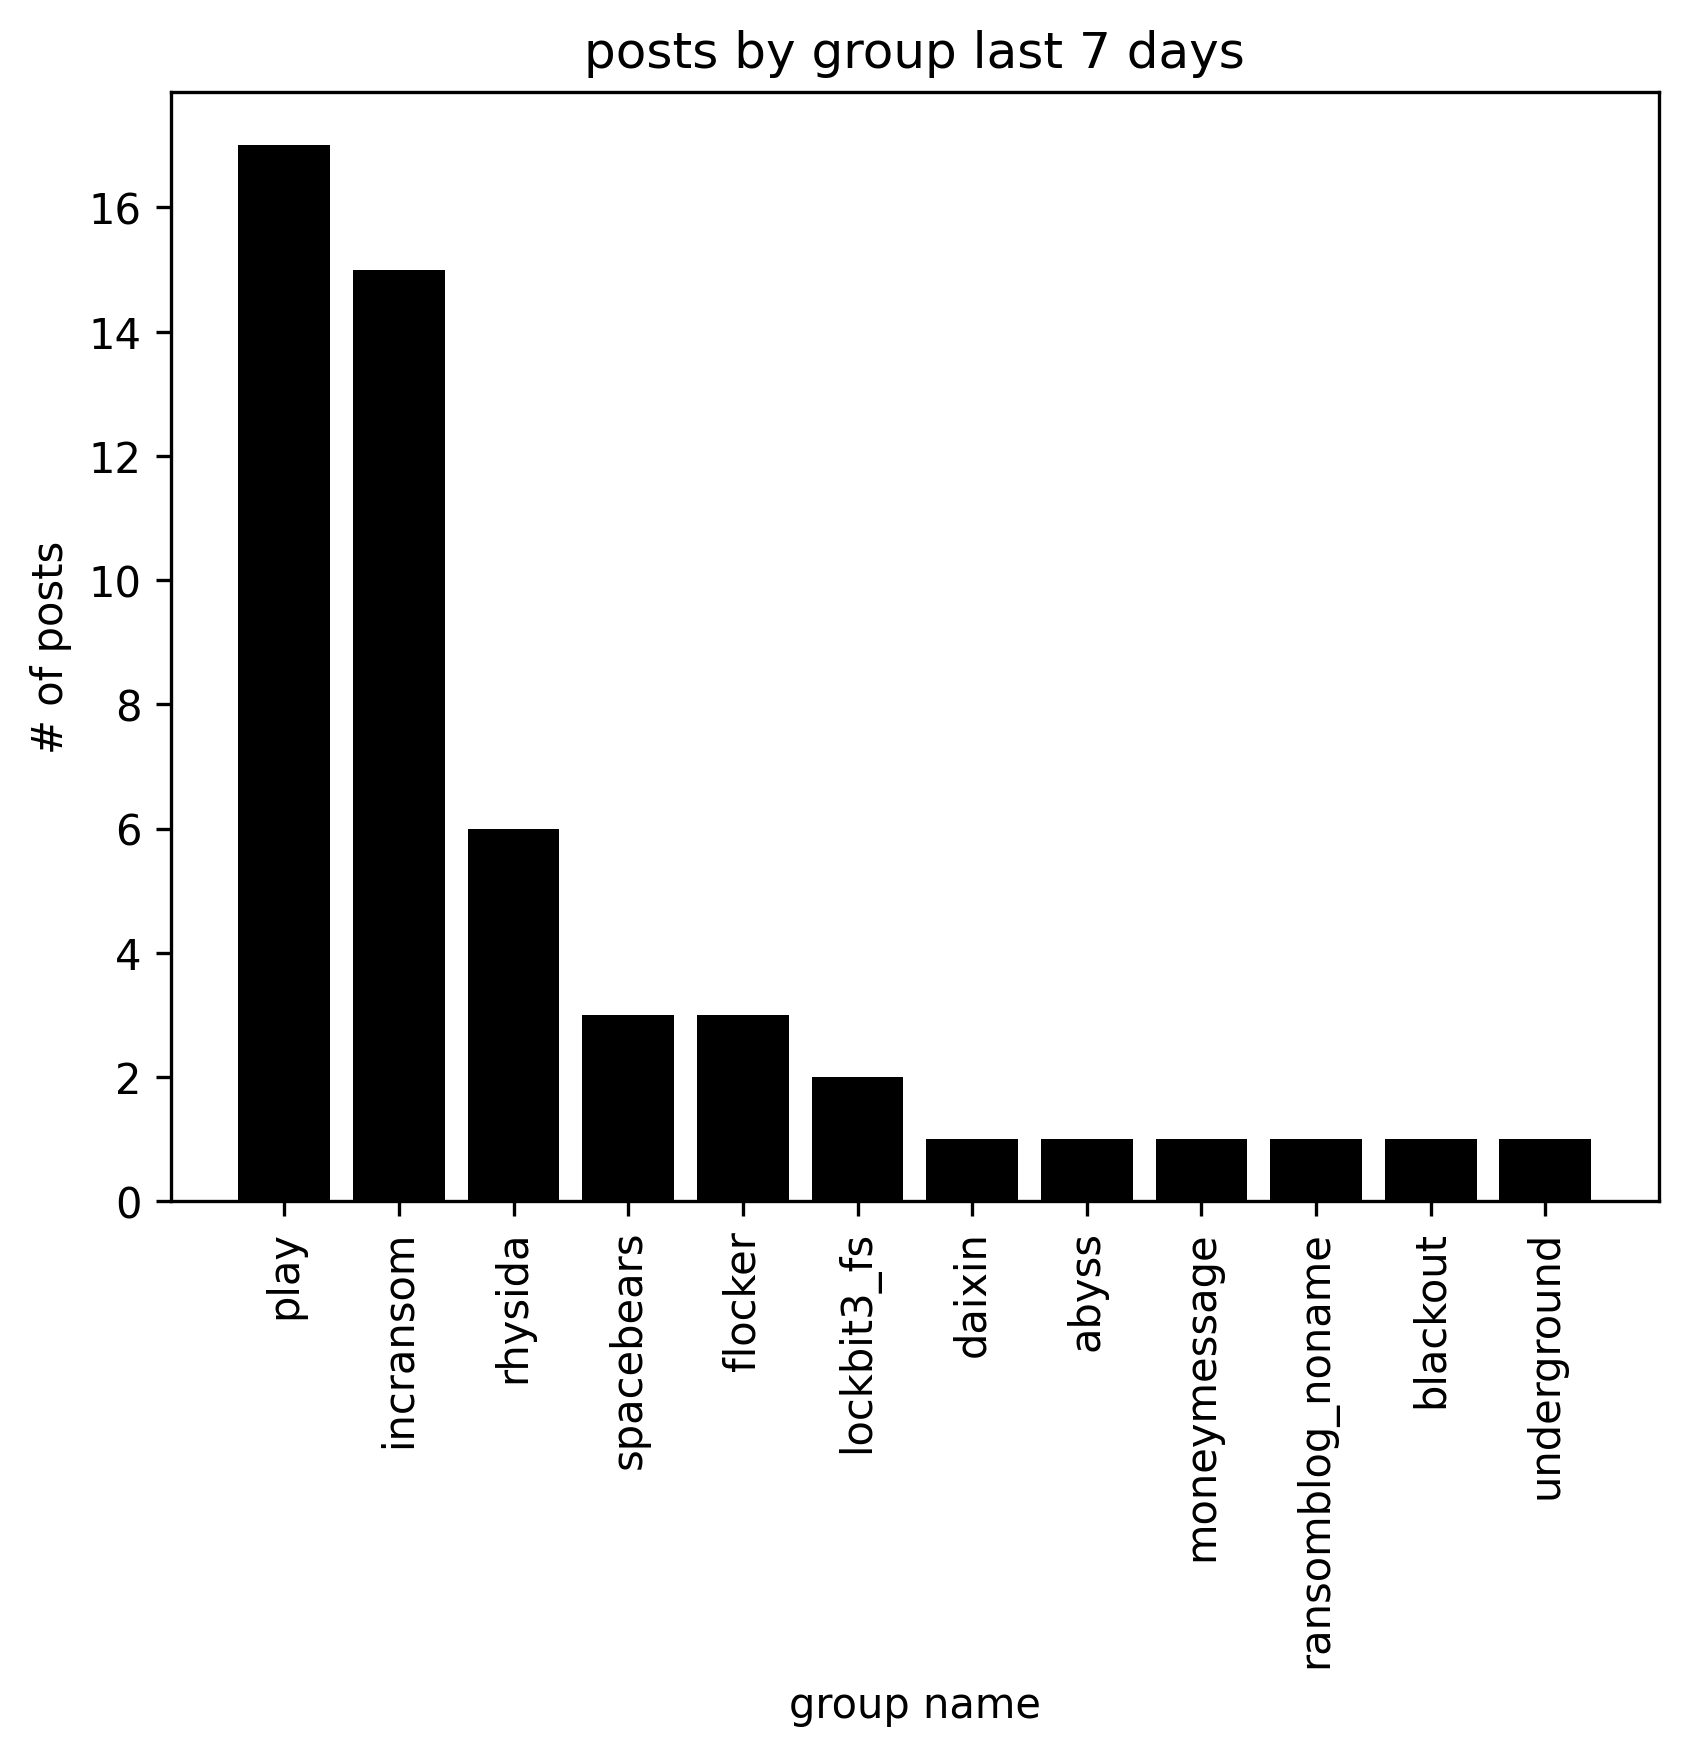 posts by group last 7 days
# of posts
16
14
12
10
8
6
4
2
0
play
incransom
rhysida
spacebears
flocker
lockbit3_fs
daixin
abyss
moneymessage
ransomblog_noname
blackout
underground
group name